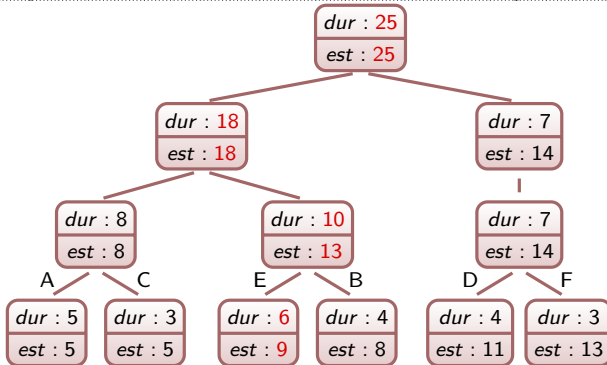 dur : 25
est : 25
dur : 18
est : 18
dur : 7
est : 14
dur : 8
est : 8
dur : 10
est : 13
dur : 7
est : 14
A C E B D F
dur : 5
est : 5
dur : 3
est : 5
dur : 6
est : 9
dur : 4
est : 8
dur : 4
est : 11
dur : 3
est : 13